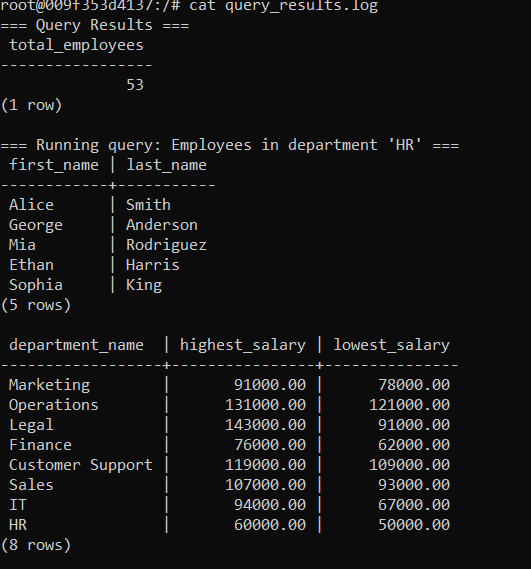 root@009f353d4137:/# cat query_results.log
=== Query Results ===
 total_employees
-----------------
              53
(1 row)

=== Running query: Employees in department 'HR' ===
 first_name | last_name
------------+-----------
 Alice      | Smith
 George     | Anderson
 Mia        | Rodriguez
 Ethan      | Harris
 Sophia     | King
(5 rows)

 department_name  | highest_salary | lowest_salary
------------------+----------------+---------------
 Marketing        |       91000.00 |      78000.00
 Operations       |      131000.00 |     121000.00
 Legal            |      143000.00 |      91000.00
 Finance          |       76000.00 |      62000.00
 Customer Support |      119000.00 |     109000.00
 Sales            |      107000.00 |      93000.00
 IT               |       94000.00 |      67000.00
 HR               |       60000.00 |      50000.00
(8 rows)